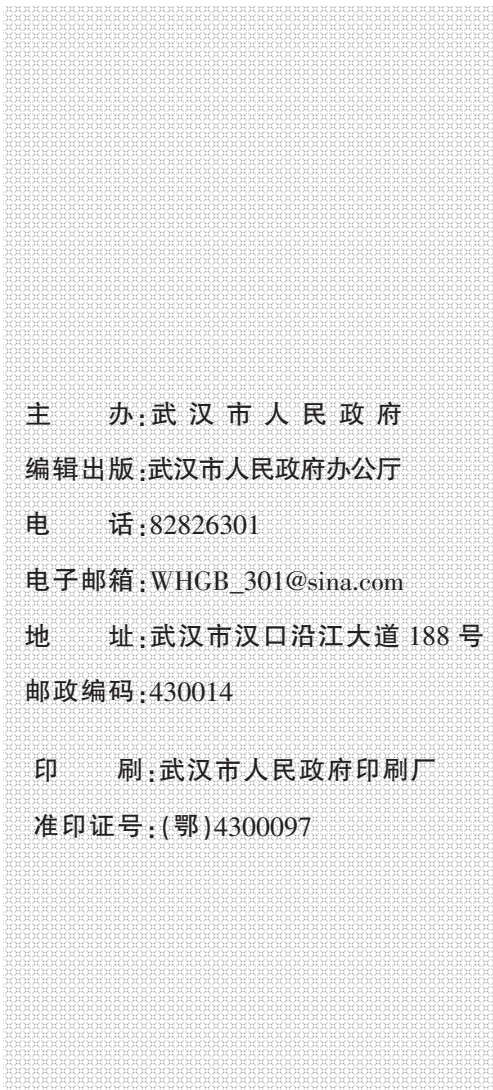 主　　办:武汉市人民政府
编辑出版:武汉市人民政府办公厅
电　　话:82826301
电子邮箱:WHGB_301@sina.com
地　　址:武汉市汉口沿江大道 188 号
邮政编码:430014
印　　刷:武汉市人民政府印刷厂
准印证号:(鄂)4300097